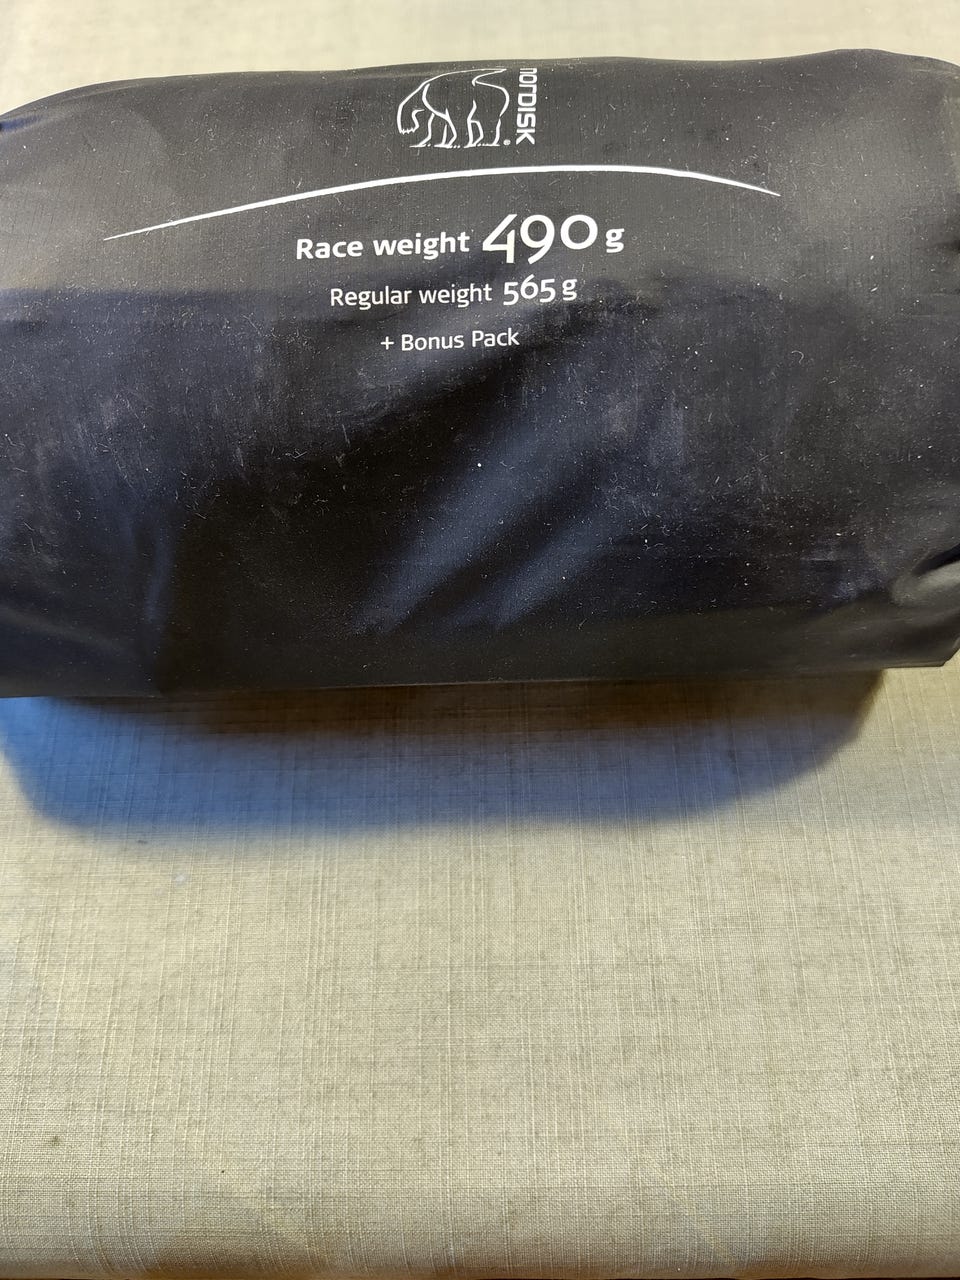 nORDISK
Race weight 490 g
Regular weight 565 g
+ Bonus Pack